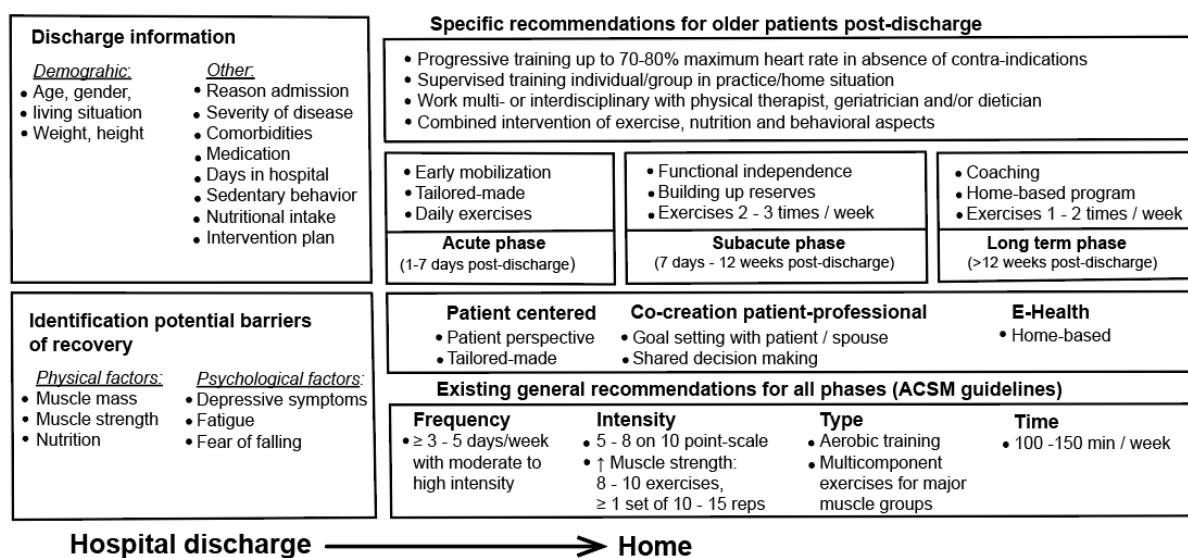 Discharge information
Demograhic:
● Age, gender,
● living situation
● Weight, height
Other:
● Reason admission
● Severity of disease
● Comorbidities
● Medication
● Days in hospital
● Sedentary behavior
● Nutritional intake
● Intervention plan
Identification potential barriers
of recovery
Physical factors:
● Muscle mass
● Muscle strength
● Nutrition
Psychological factors:
● Depressive symptoms
● Fatigue
● Fear of falling
Specific recommendations for older patients post-discharge
● Progressive training up to 70-80% maximum heart rate in absence of contra-indications
● Supervised training individual/group in practice/home situation
● Work multi- or interdisciplinary with physical therapist, geriatrician and/or dietician
● Combined intervention of exercise, nutrition and behavioral aspects
● Early mobilization
● Tailored-made
● Daily exercises
Acute phase
(1-7 days post-discharge)
● Functional independence
● Building up reserves
● Exercises 2 - 3 times / week
Subacute phase
(7 days - 12 weeks post-discharge)
● Coaching
● Home-based program
● Exercises 1 - 2 times / week
Long term phase
(>12 weeks post-discharge)
Patient centered
● Patient perspective
● Tailored-made
Co-creation patient-professional
● Goal setting with patient / spouse
● Shared decision making
E-Health
● Home-based
Existing general recommendations for all phases (ACSM guidelines)
Frequency
● ≥ 3 - 5 days/week
with moderate to
high intensity
Intensity
● 5 - 8 on 10 point-scale
● ↑ Muscle strength:
8 - 10 exercises,
≥ 1 set of 10 - 15 reps
Type
● Aerobic training
● Multicomponent
exercises for major
muscle groups
Time
● 100 -150 min / week
Hospital discharge
Home